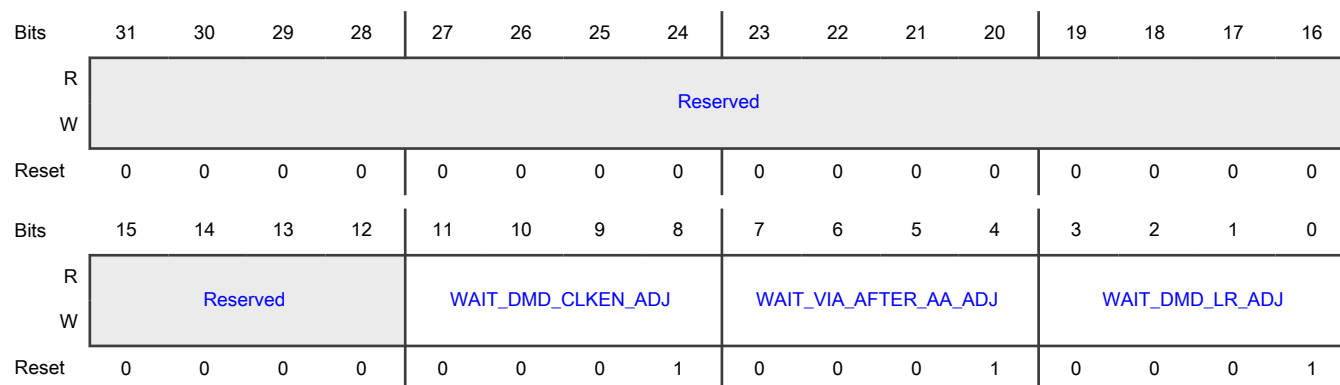 Bits 31 30 29 28 27 26 25 24 23 22 21 20 19 18 17 16
R
Reserved
W
Reset 0 0 0 0 0 0 0 0 0 0 0 0 0 0 0 0
Bits 15 14 13 12 11 10 9 8 7 6 5 4 3 2 1 0
R
Reserved WAIT_DMD_CLKEN_ADJ WAIT_VIA_AFTER_AA_ADJ WAIT_DMD_LR_ADJ
W
Reset 0 0 0 0 0 0 0 1 0 0 0 1 0 0 0 1